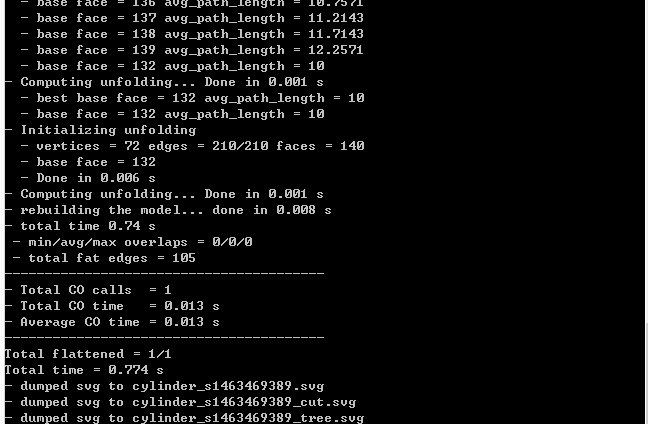 - base face = 136 avg_path_length = 10.7571
- base face = 137 avg_path_length = 11.2143
- base face = 138 avg_path_length = 11.7143
- base face = 139 avg_path_length = 12.2571
- base face = 132 avg_path_length = 10
- Computing unfolding... Done in 0.001 s
- best base face = 132 avg_path_length = 10
- base face = 132 avg_path_length = 10
- Initializing unfolding
- vertices = 72 edges = 210/210 faces = 140
- base face = 132
- Done in 0.006 s
- Computing unfolding... Done in 0.001 s
- rebuilding the model... done in 0.008 s
- total time 0.74 s
- min/avg/max overlaps = 0/0/0
- total fat edges = 105
----------------------------------------
- Total CO calls  = 1
- Total CO time   = 0.013 s
- Average CO time = 0.013 s
----------------------------------------
Total flattened = 1/1
Total time = 0.774 s
- dumped svg to cylinder_s1463469389.svg
- dumped svg to cylinder_s1463469389_cut.svg
- dumped svg to cylinder_s1463469389_tree.svg